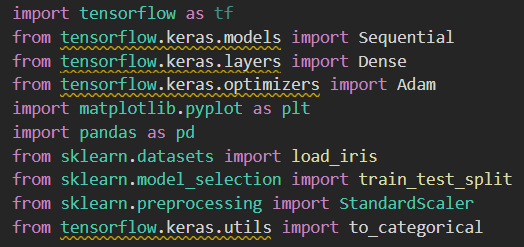 import tensorflow as tf
from tensorflow.keras.models import Sequential
from tensorflow.keras.layers import Dense
from tensorflow.keras.optimizers import Adam
import matplotlib.pyplot as plt
import pandas as pd
from sklearn.datasets import load_iris
from sklearn.model_selection import train_test_split
from sklearn.preprocessing import StandardScaler
from tensorflow.keras.utils import to_categorical